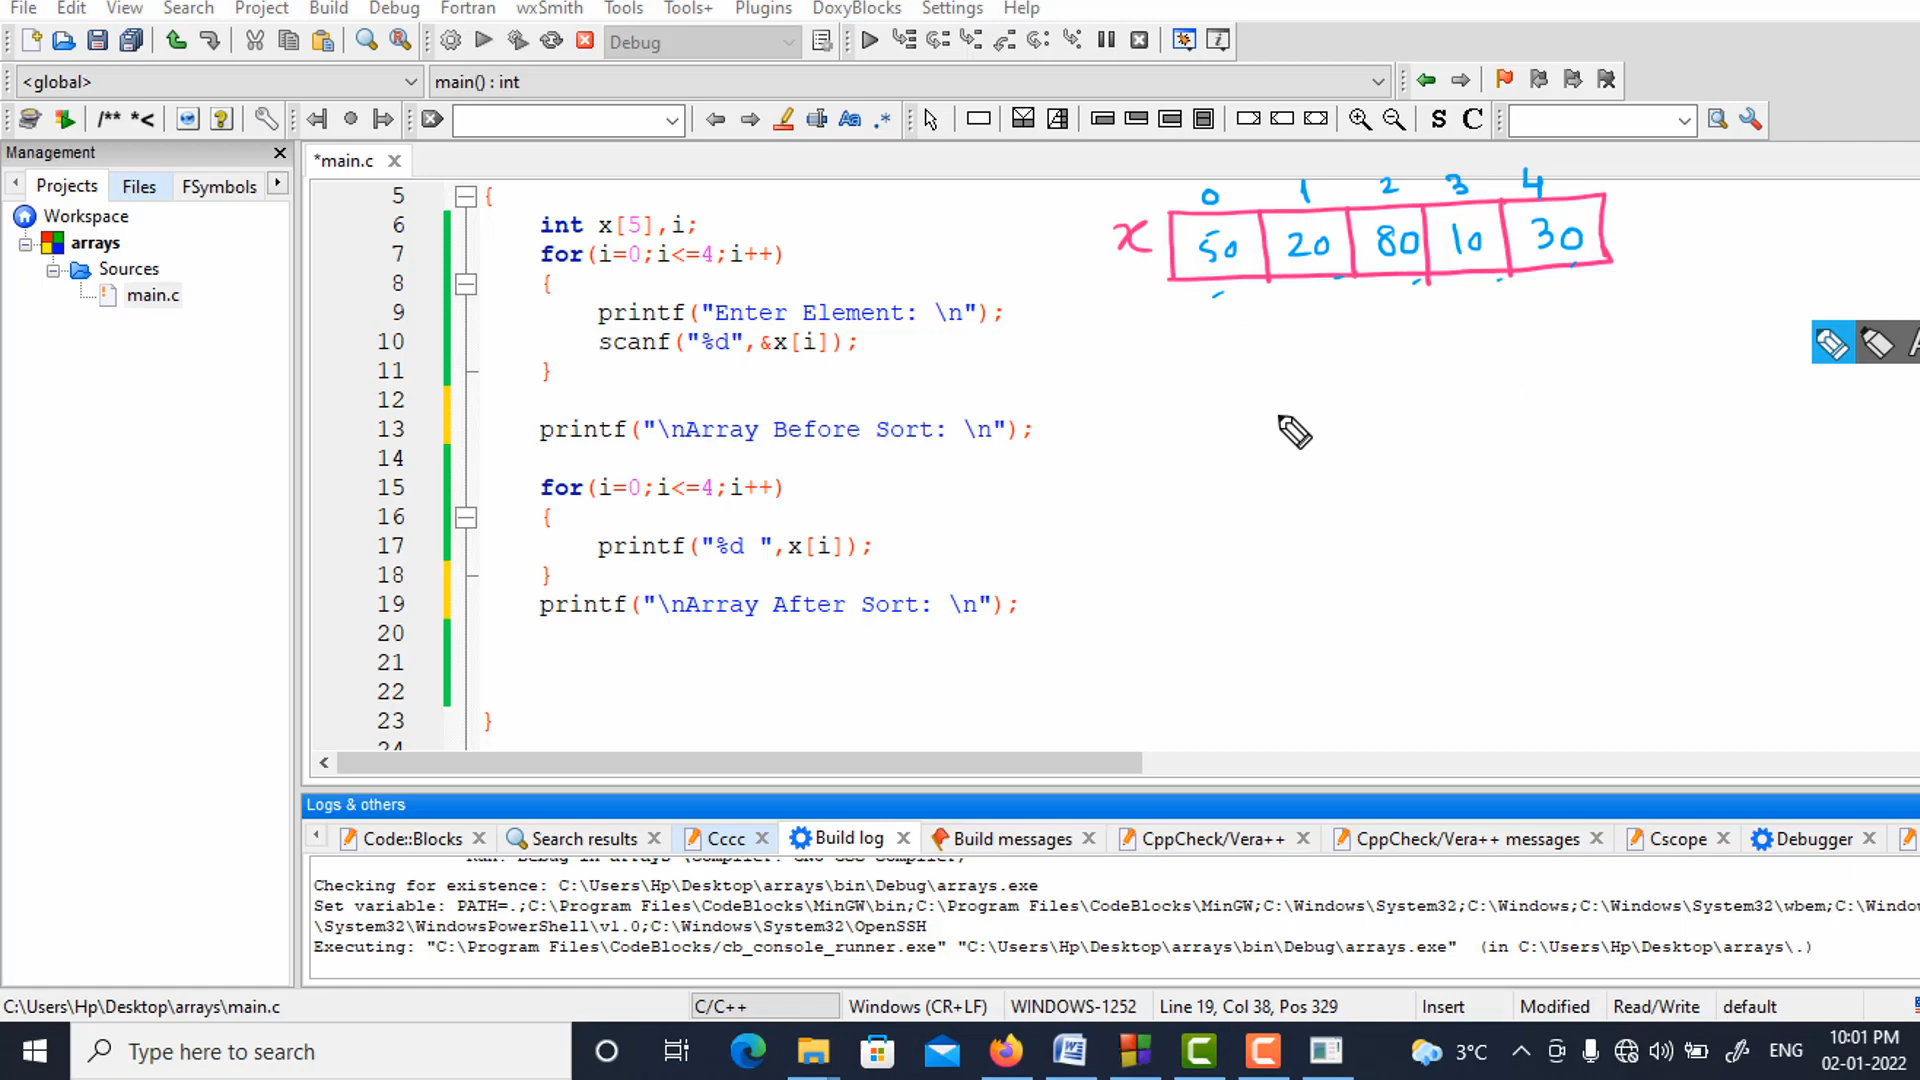 File Edit View Search Project Build Debug Fortran wxSmith Tools Tools+ Plugins DoxyBlocks Settings Help
Debug
<global> main() : int
/** *< Aa .* S C
Management
Projects Files FSymbols
Workspace
arrays
Sources
main.c
*main.c
5 {
6 int x[5],i;
7 for(i=0;i<=4;i++)
8 {
9 printf("Enter Element: \n");
10 scanf("%d",&x[i]);
11 }
12
13 printf("\nArray Before Sort: \n");
14
15 for(i=0;i<=4;i++)
16 {
17 printf("%d ",x[i]);
18 }
19 printf("\nArray After Sort: \n");
20
21
22
23 }
24
0 1 2 3 4
x 50 20 80 10 30
Logs & others
Code::Blocks Search results Cccc Build log Build messages CppCheck/Vera++ CppCheck/Vera++ messages Cscope Debugger
Checking for existence: C:\Users\Hp\Desktop\arrays\bin\Debug\arrays.exe
Set variable: PATH=.;C:\Program Files\CodeBlocks\MinGW\bin;C:\Program Files\CodeBlocks\MinGW;C:\Windows\System32;C:\Windows;C:\Windows\System32\wbem;C:\Windows
\System32\WindowsPowerShell\v1.0;C:\Windows\System32\OpenSSH
Executing: "C:\Program Files\CodeBlocks/cb_console_runner.exe" "C:\Users\Hp\Desktop\arrays\bin\Debug\arrays.exe" (in C:\Users\Hp\Desktop\arrays\.)
C:\Users\Hp\Desktop\arrays\main.c C/C++ Windows (CR+LF) WINDOWS-1252 Line 19, Col 38, Pos 329 Insert Modified Read/Write default
Type here to search
3°C ENG
10:01 PM
02-01-2022